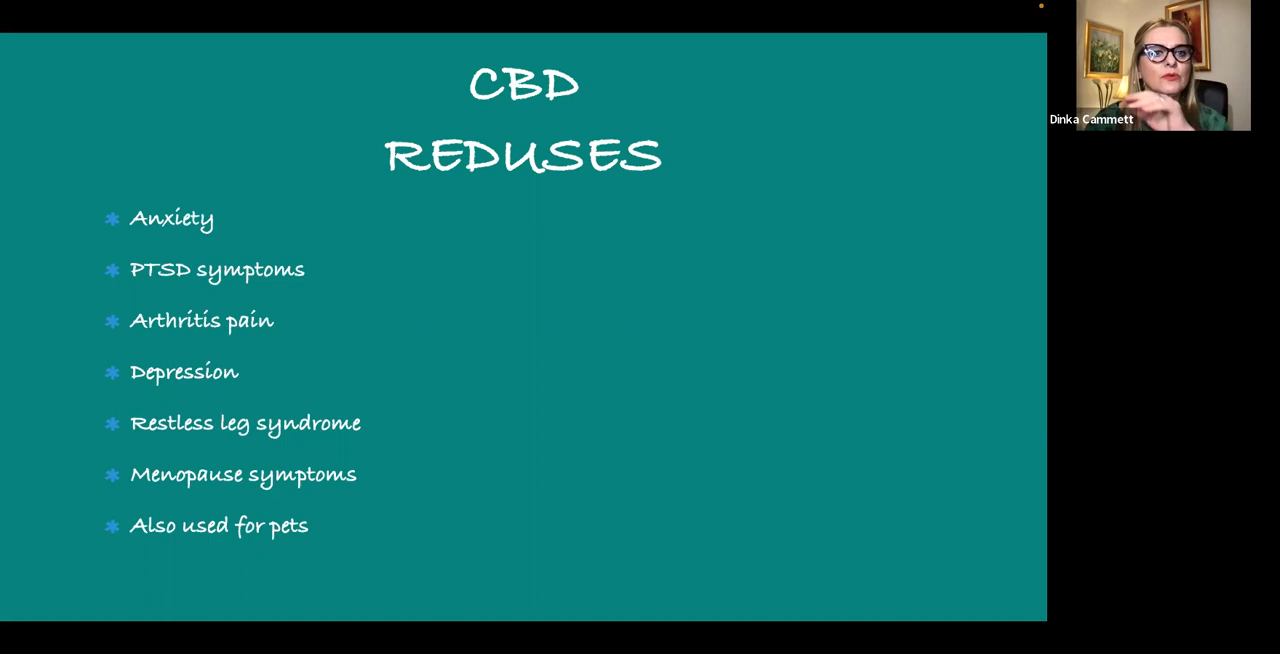 CBD
REDUSES
Anxiety
PTSD symptoms
Arthritis pain
Depression
Restless leg syndrome
Menopause symptoms
Also used for pets
Dinka Cammett